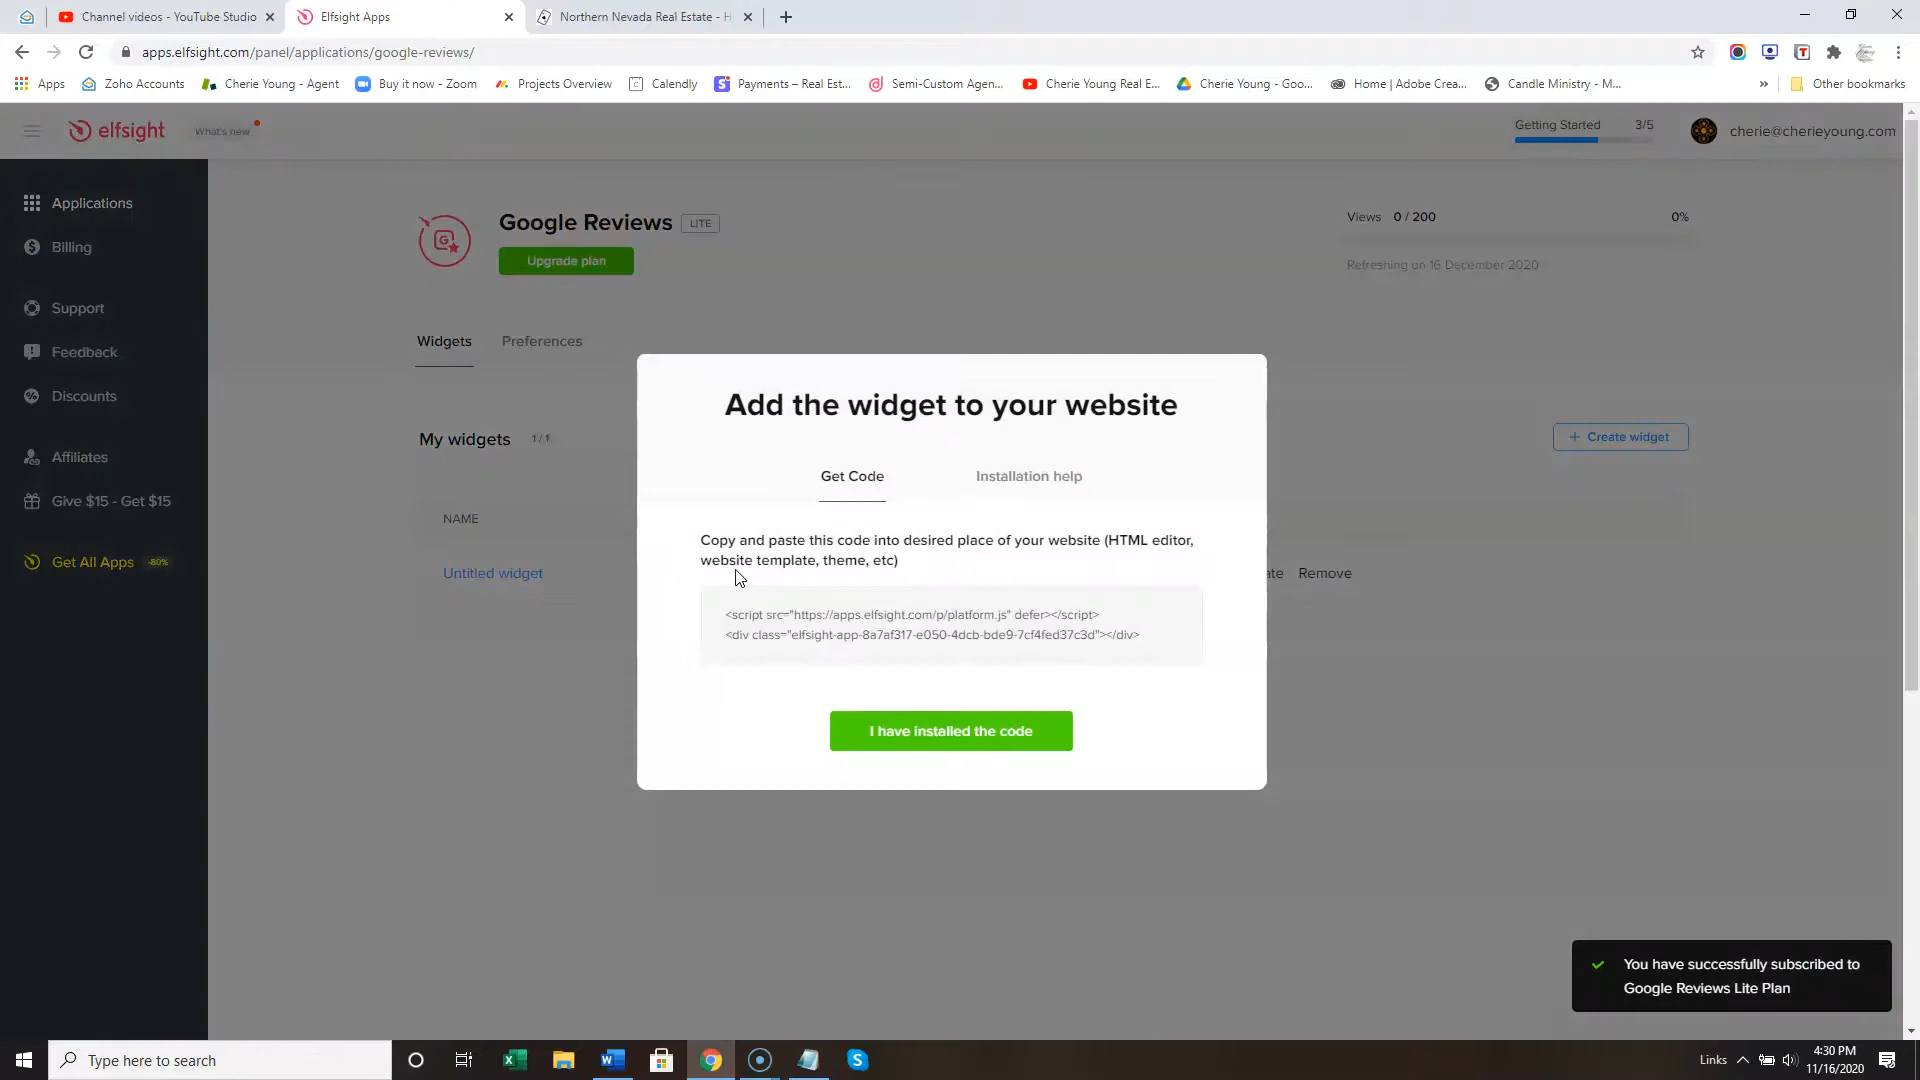 Channel videos - YouTube Studio
Elfsight Apps
Northern Nevada Real Estate - H
apps.elfsight.com/panel/applications/google-reviews/
Apps
Zoho Accounts
Cherie Young - Agent
Buy it now - Zoom
Projects Overview
Calendly
Payments – Real Est...
Semi-Custom Agen...
Cherie Young Real E...
Cherie Young - Goo...
Home | Adobe Crea...
Candle Ministry - M...
»
Other bookmarks
elfsight
What's new
Getting Started 3/5
cherie@cherieyoung.com
Applications
Billing
Support
Feedback
Discounts
Affiliates
Give $15 - Get $15
Get All Apps -80%
Google Reviews LITE
Upgrade plan
Views 0 / 200 0%
Refreshing on 16 December 2020
Widgets Preferences
My widgets 1 / 1
+ Create widget
NAME
Untitled widget
ate Remove
Add the widget to your website
Get Code Installation help
Copy and paste this code into desired place of your website (HTML editor,
website template, theme, etc)
<script src="https://apps.elfsight.com/p/platform.js" defer></script>
<div class="elfsight-app-8a7af317-e050-4dcb-bde9-7cf4fed37c3d"></div>
I have installed the code
You have successfully subscribed to
Google Reviews Lite Plan
Type here to search
Links
4:30 PM
11/16/2020